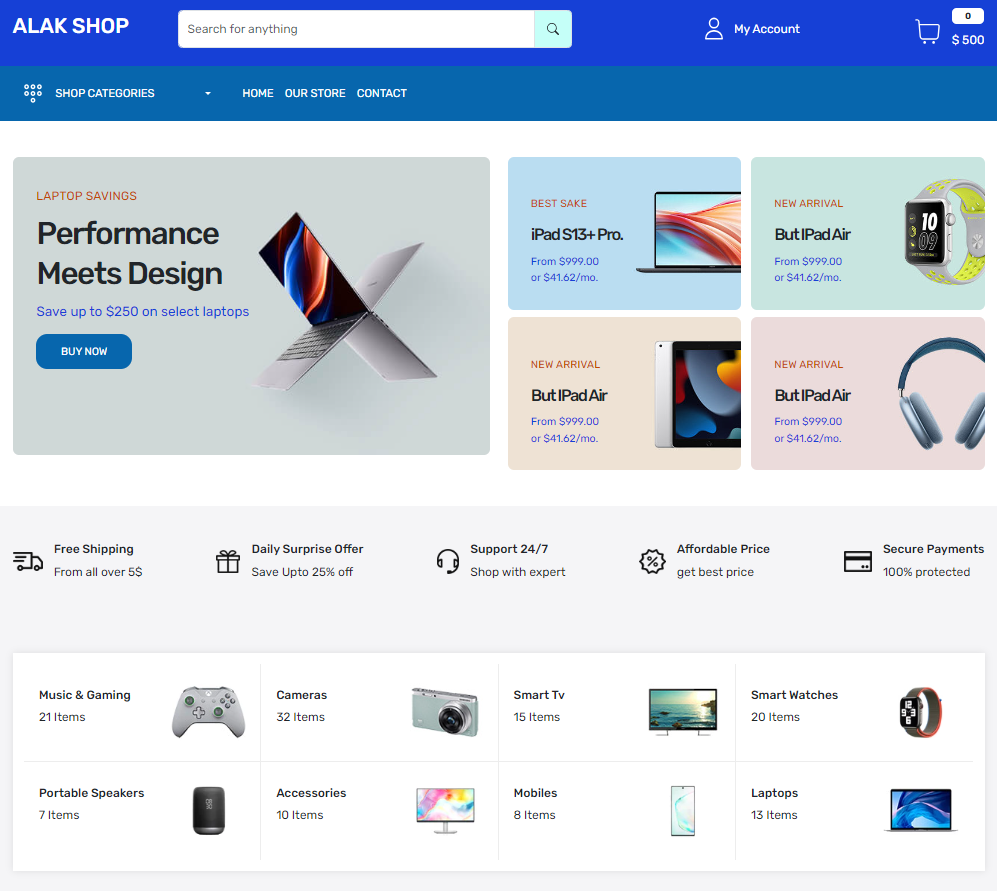 ALAK SHOP
Search for anything
My Account
0
$ 500
SHOP CATEGORIES
HOME OUR STORE CONTACT
LAPTOP SAVINGS
Performance
Meets Design
Save up to $250 on select laptops
BUY NOW
BEST SAKE
iPad S13+ Pro.
From $999.00
or $41.62/mo.
NEW ARRIVAL
But IPad Air
From $999.00
or $41.62/mo.
10
09
NEW ARRIVAL
But IPad Air
From $999.00
or $41.62/mo.
NEW ARRIVAL
But IPad Air
From $999.00
or $41.62/mo.
Free Shipping
From all over 5$
Daily Surprise Offer
Save Upto 25% off
Support 24/7
Shop with expert
Affordable Price
get best price
Secure Payments
100% protected
Music & Gaming
21 Items
Cameras
32 Items
Smart Tv
15 Items
Smart Watches
20 Items
Portable Speakers
7 Items
Accessories
10 Items
Mobiles
8 Items
Laptops
13 Items